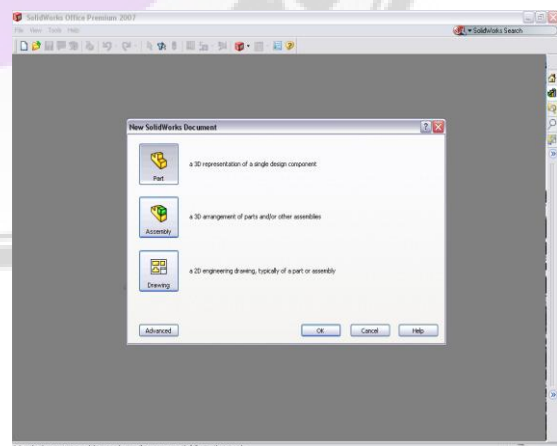 SolidWorks Office Premium 2007
File View Tools Help
SolidWorks Search
New SolidWorks Document
Part
a 3D representation of a single design component
Assembly
a 3D arrangement of parts and/or other assemblies
Drawing
a 2D engineering drawing, typically of a part or assembly
Advanced
OK
Cancel
Help